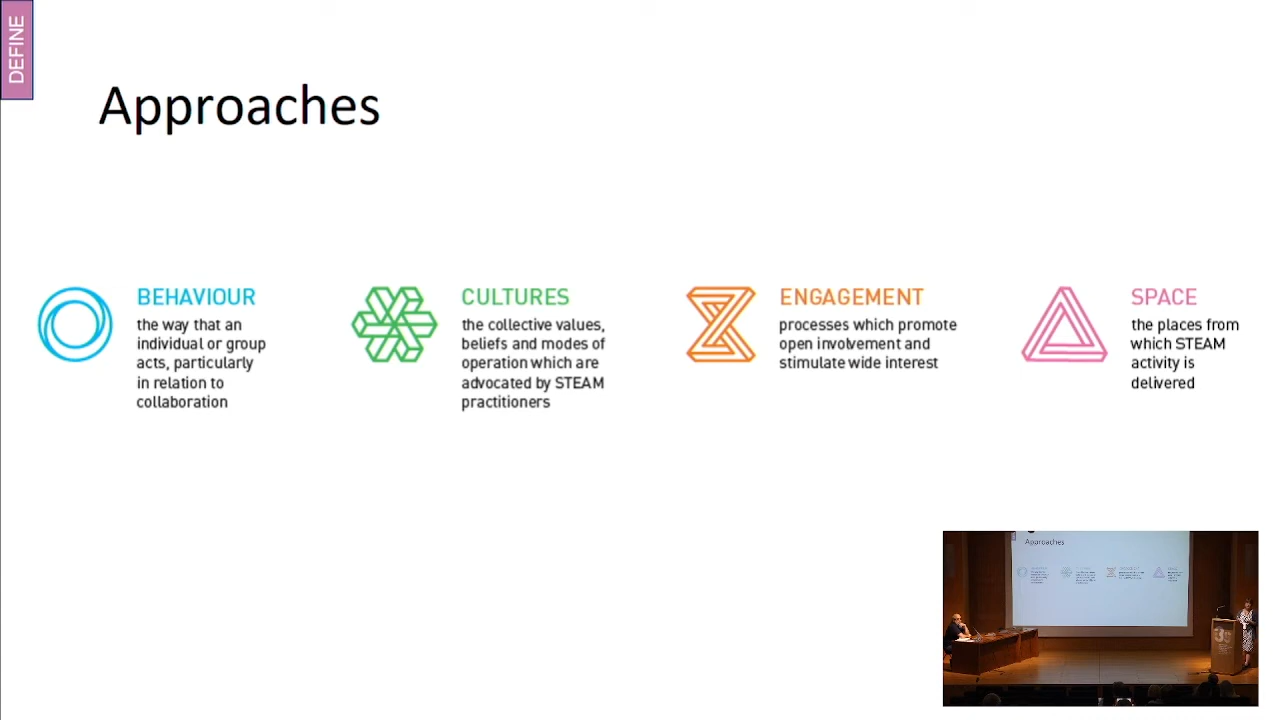 DEFINE
Approaches
BEHAVIOUR
the way that an
individual or group
acts, particularly
in relation to
collaboration
CULTURES
the collective values,
beliefs and modes of
operation which are
advocated by STEAM
practitioners
ENGAGEMENT
processes which promote
open involvement and
stimulate wide interest
SPACE
the places from
which STEAM
activity is
delivered
Approaches